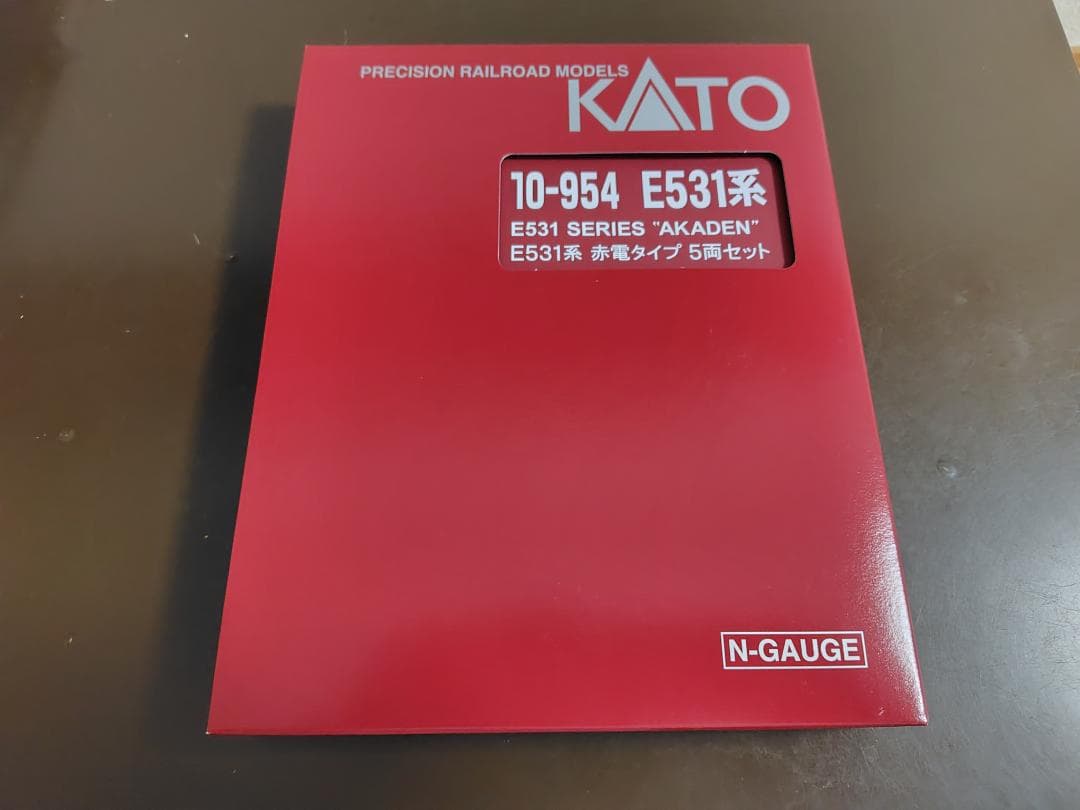 PRECISION RAILROAD MODELS
KATO
10-954 E531系
E531 SERIES "AKADEN"
E531系 赤電タイプ 5両セット
N-GAUGE